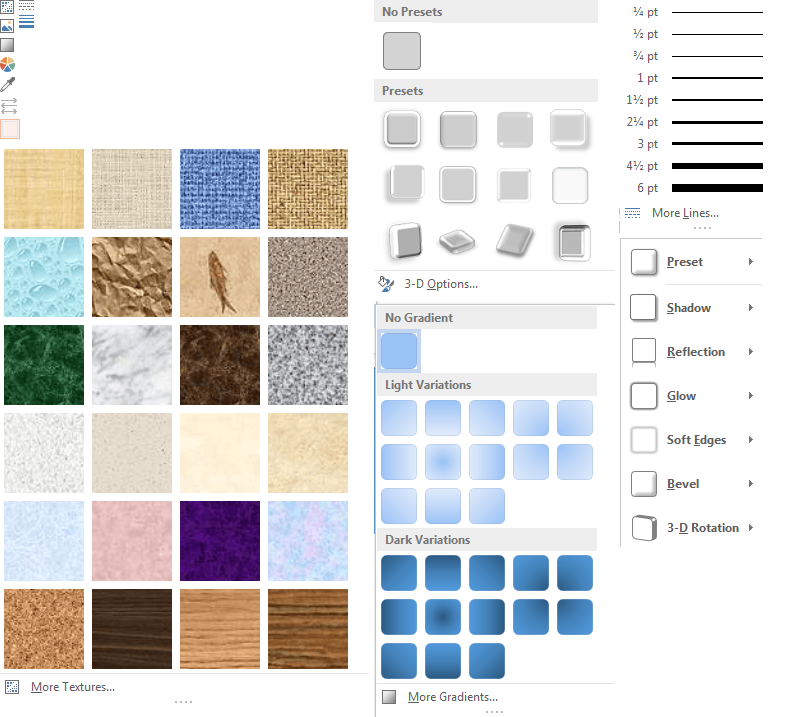 More Textures...
No Presets
Presets
3-D Options...
No Gradient
Light Variations
Dark Variations
More Gradients...
¼ pt
½ pt
¾ pt
1 pt
1½ pt
2¼ pt
3 pt
4½ pt
6 pt
More Lines...
Preset
Shadow
Reflection
Glow
Soft Edges
Bevel
3-D Rotation